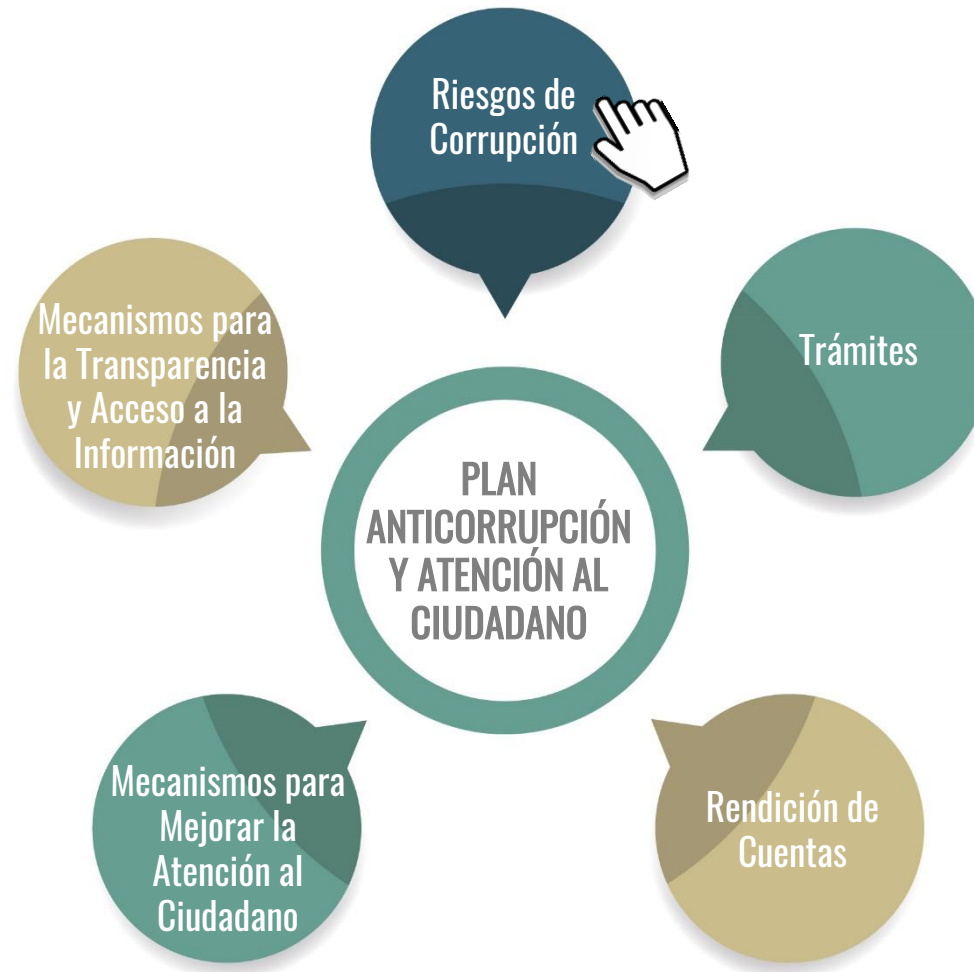 Riesgos de
Corrupción
Mecanismos para
la Transparencia
y Acceso a la
Información
Trámites
PLAN
ANTICORRUPCIÓN
Y ATENCIÓN AL
CIUDADANO
Mecanismos para
Mejorar la
Atención al
Ciudadano
Rendición de
Cuentas